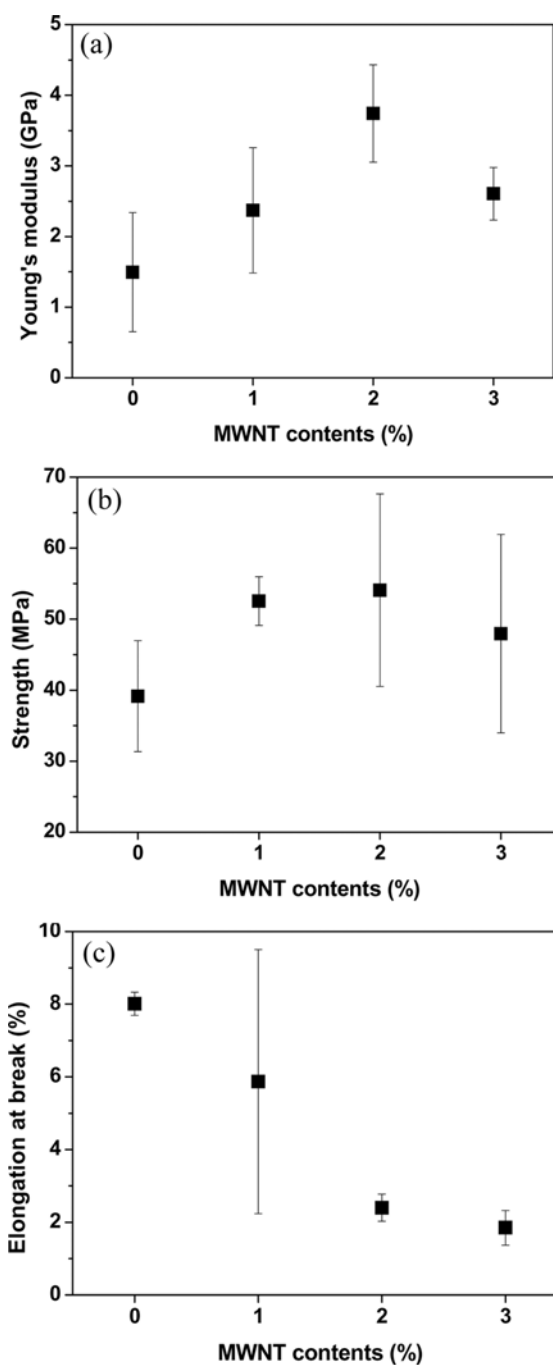 (a)
Young's modulus (GPa)
5
4
3
2
1
0
0 1 2 3
MWNT contents (%)
(b)
Strength (MPa)
70
60
50
40
30
20
0 1 2 3
MWNT contents (%)
(c)
Elongation at break (%)
10
8
6
4
2
0
0 1 2 3
MWNT contents (%)